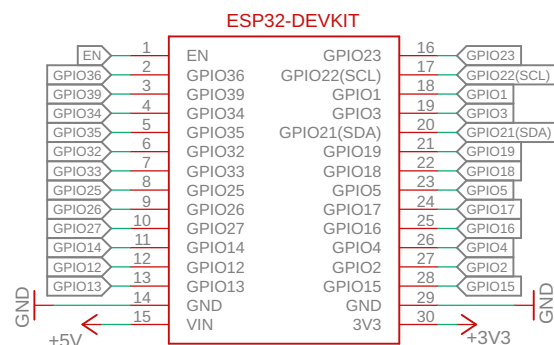 ESP32-DEVKIT
EN 1 EN GPIO23 16 GPIO23
GPIO36 2 GPIO36 GPIO22(SCL) 17 GPIO22(SCL)
GPIO39 3 GPIO39 GPIO1 18 GPIO1
GPIO34 4 GPIO34 GPIO3 19 GPIO3
GPIO35 5 GPIO35 GPIO21(SDA) 20 GPIO21(SDA)
GPIO32 6 GPIO32 GPIO19 21 GPIO19
GPIO33 7 GPIO33 GPIO18 22 GPIO18
GPIO25 8 GPIO25 GPIO5 23 GPIO5
GPIO26 9 GPIO26 GPIO17 24 GPIO17
GPIO27 10 GPIO27 GPIO16 25 GPIO16
GPIO14 11 GPIO14 GPIO4 26 GPIO4
GPIO12 12 GPIO12 GPIO2 27 GPIO2
GPIO13 13 GPIO13 GPIO15 28 GPIO15
GND 14 GND GND 29 GND
+5V 15 VIN 3V3 30 +3V3